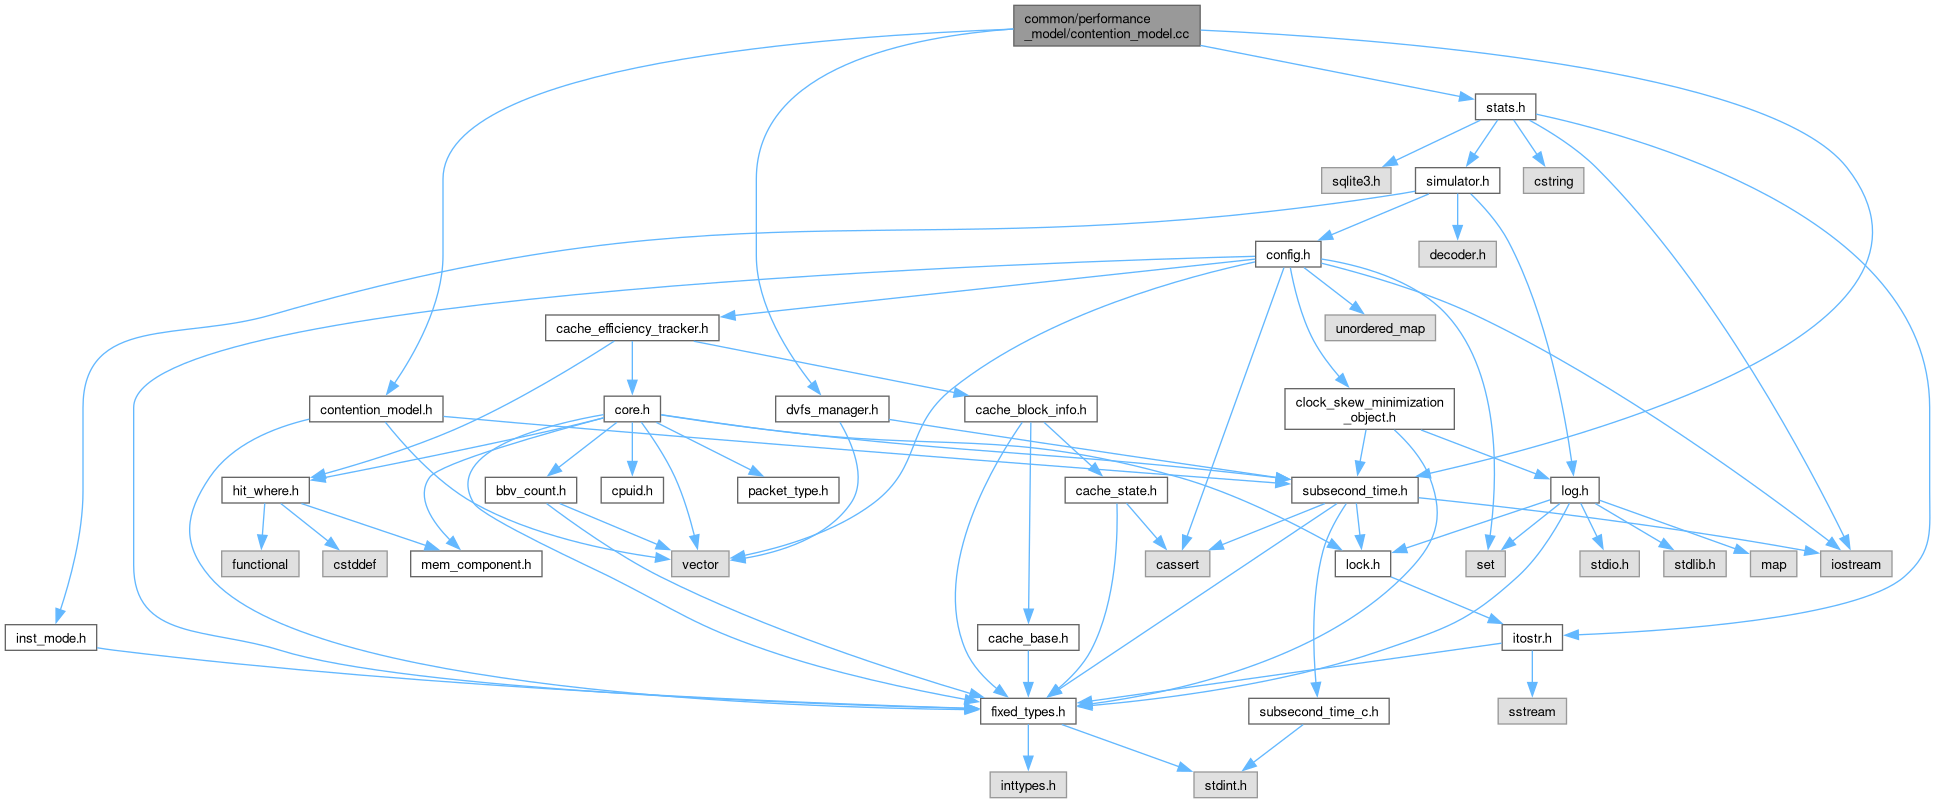 common/performance
_model/contention_model.cc
stats.h
sqlite3.h
simulator.h
cstring
config.h
decoder.h
cache_efficiency_tracker.h
unordered_map
contention_model.h
core.h
dvfs_manager.h
cache_block_info.h
clock_skew_minimization
_object.h
hit_where.h
bbv_count.h
cpuid.h
packet_type.h
cache_state.h
subsecond_time.h
log.h
functional
cstddef
mem_component.h
vector
cassert
lock.h
set
stdio.h
stdlib.h
map
iostream
inst_mode.h
cache_base.h
itostr.h
fixed_types.h
subsecond_time_c.h
sstream
inttypes.h
stdint.h